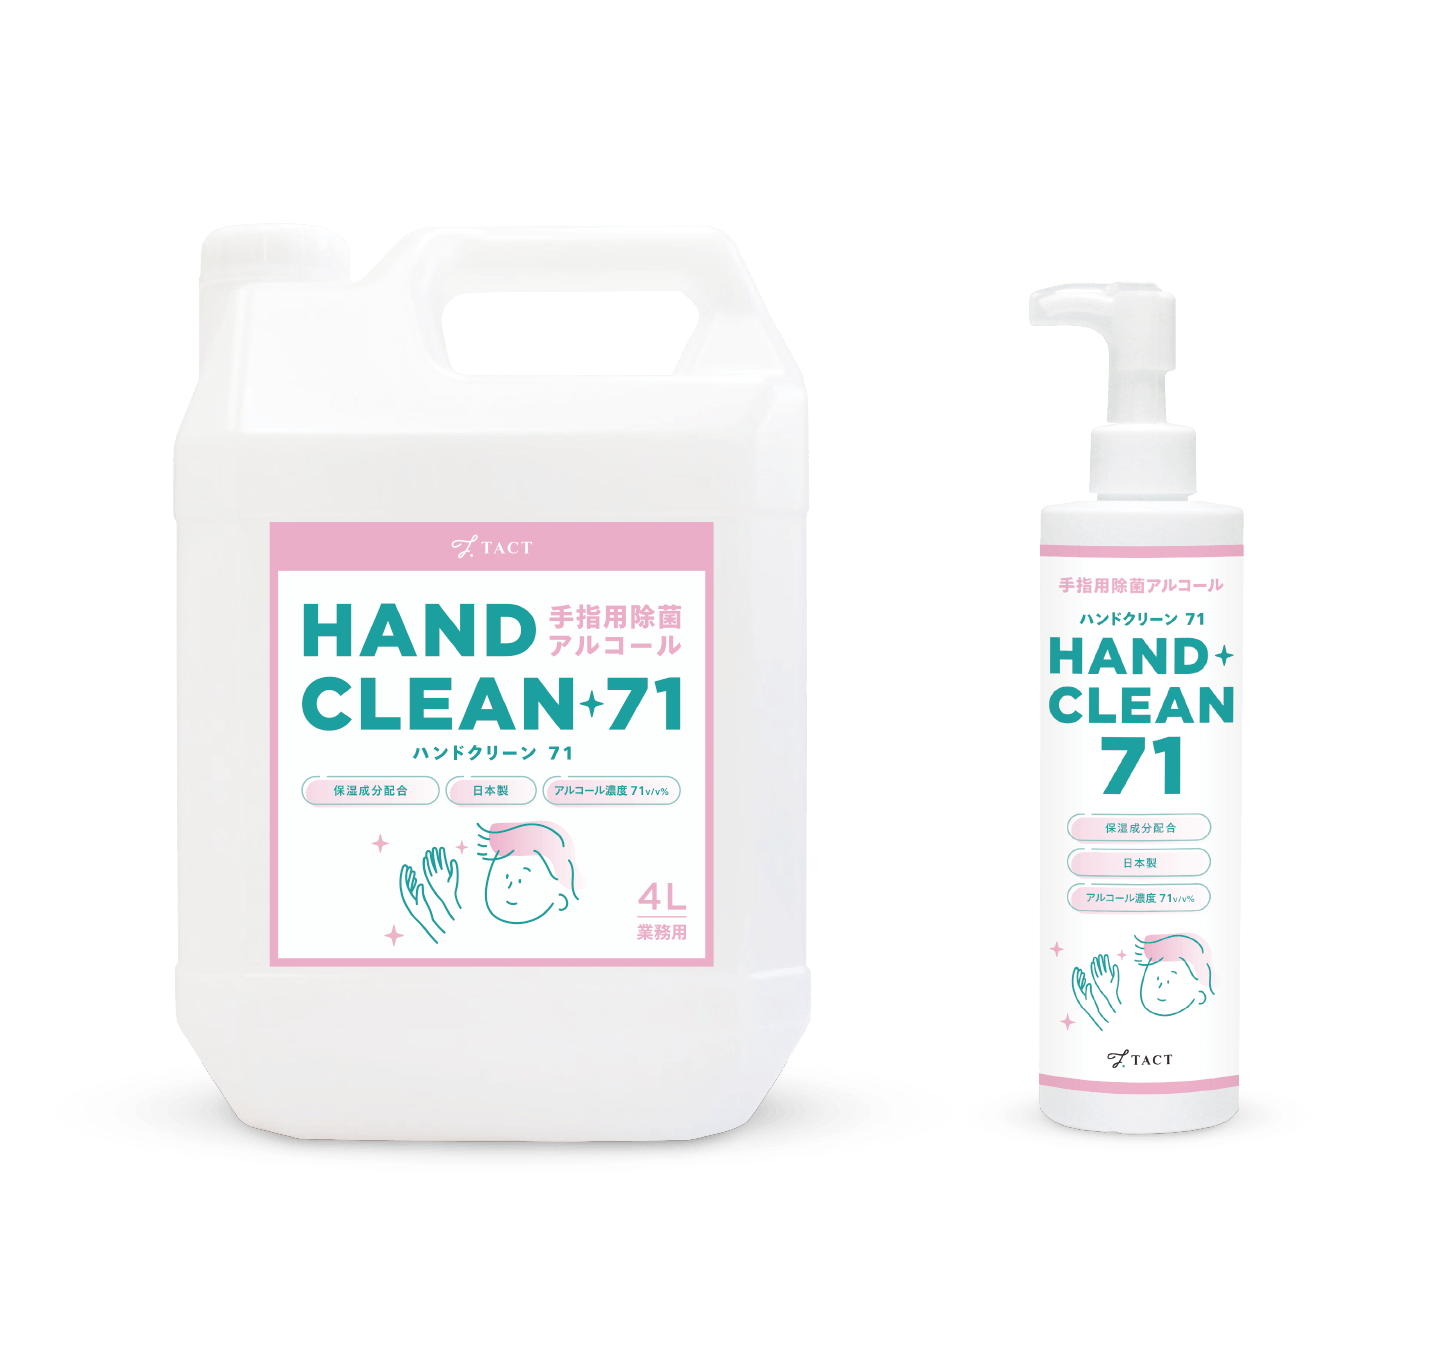 TACT
HAND 手指用除菌
アルコール
CLEAN 71
ハンドクリーン 71
保湿成分配合 日本製 アルコール濃度 71v/v%
4L
業務用
手指用除菌アルコール
ハンドクリーン 71
HAND
CLEAN
71
保湿成分配合
日本製
アルコール濃度 71v/v%
TACT